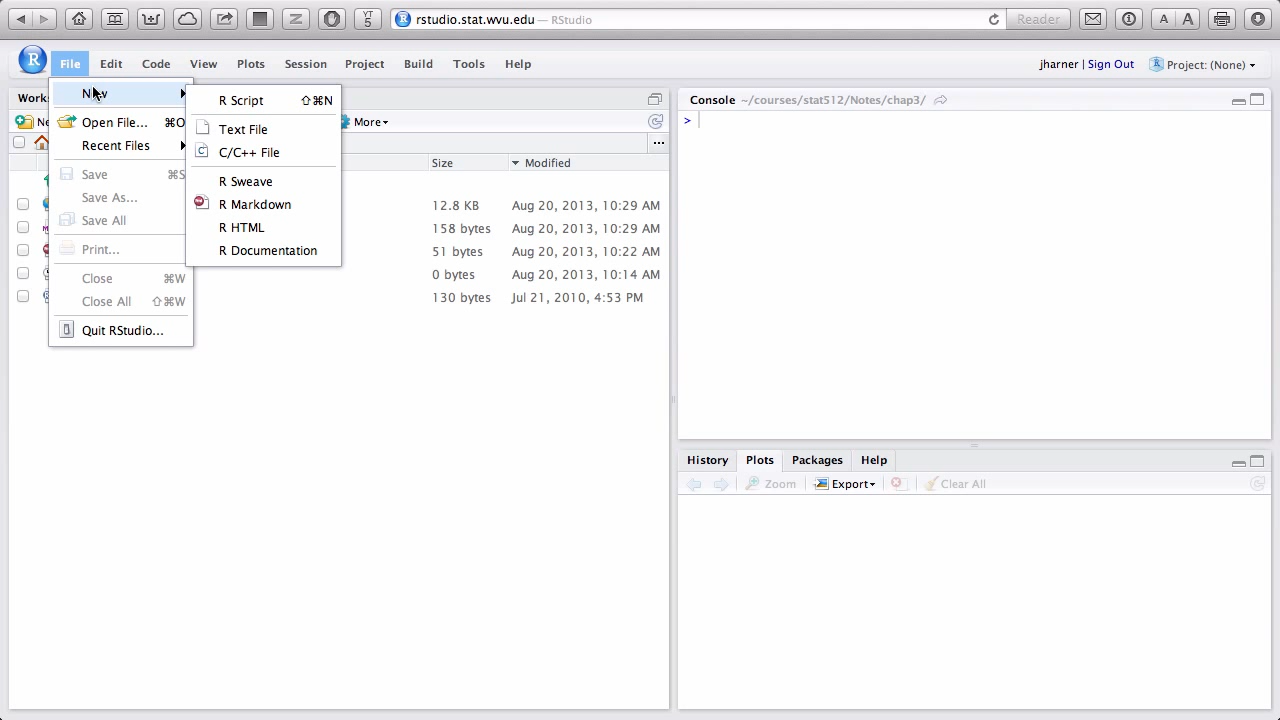 YT
5
R rstudio.stat.wvu.edu — RStudio
Reader
A A
R File Edit Code View Plots Session Project Build Tools Help
jharner | Sign Out
Project: (None)
Works
New
R Script ⇧⌘N
Ne
Open File... ⌘O
More
Text File
Recent Files
C/C++ File
...
Size Modified
Save ⌘S
R Sweave
Save As...
R Markdown 12.8 KB Aug 20, 2013, 10:29 AM
Save All
R HTML 158 bytes Aug 20, 2013, 10:29 AM
Print...
R Documentation 51 bytes Aug 20, 2013, 10:22 AM
Close ⌘W
0 bytes Aug 20, 2013, 10:14 AM
Close All ⇧⌘W
130 bytes Jul 21, 2010, 4:53 PM
Quit RStudio...
Console ~/courses/stat512/Notes/chap3/
>
History Plots Packages Help
Zoom Export Clear All